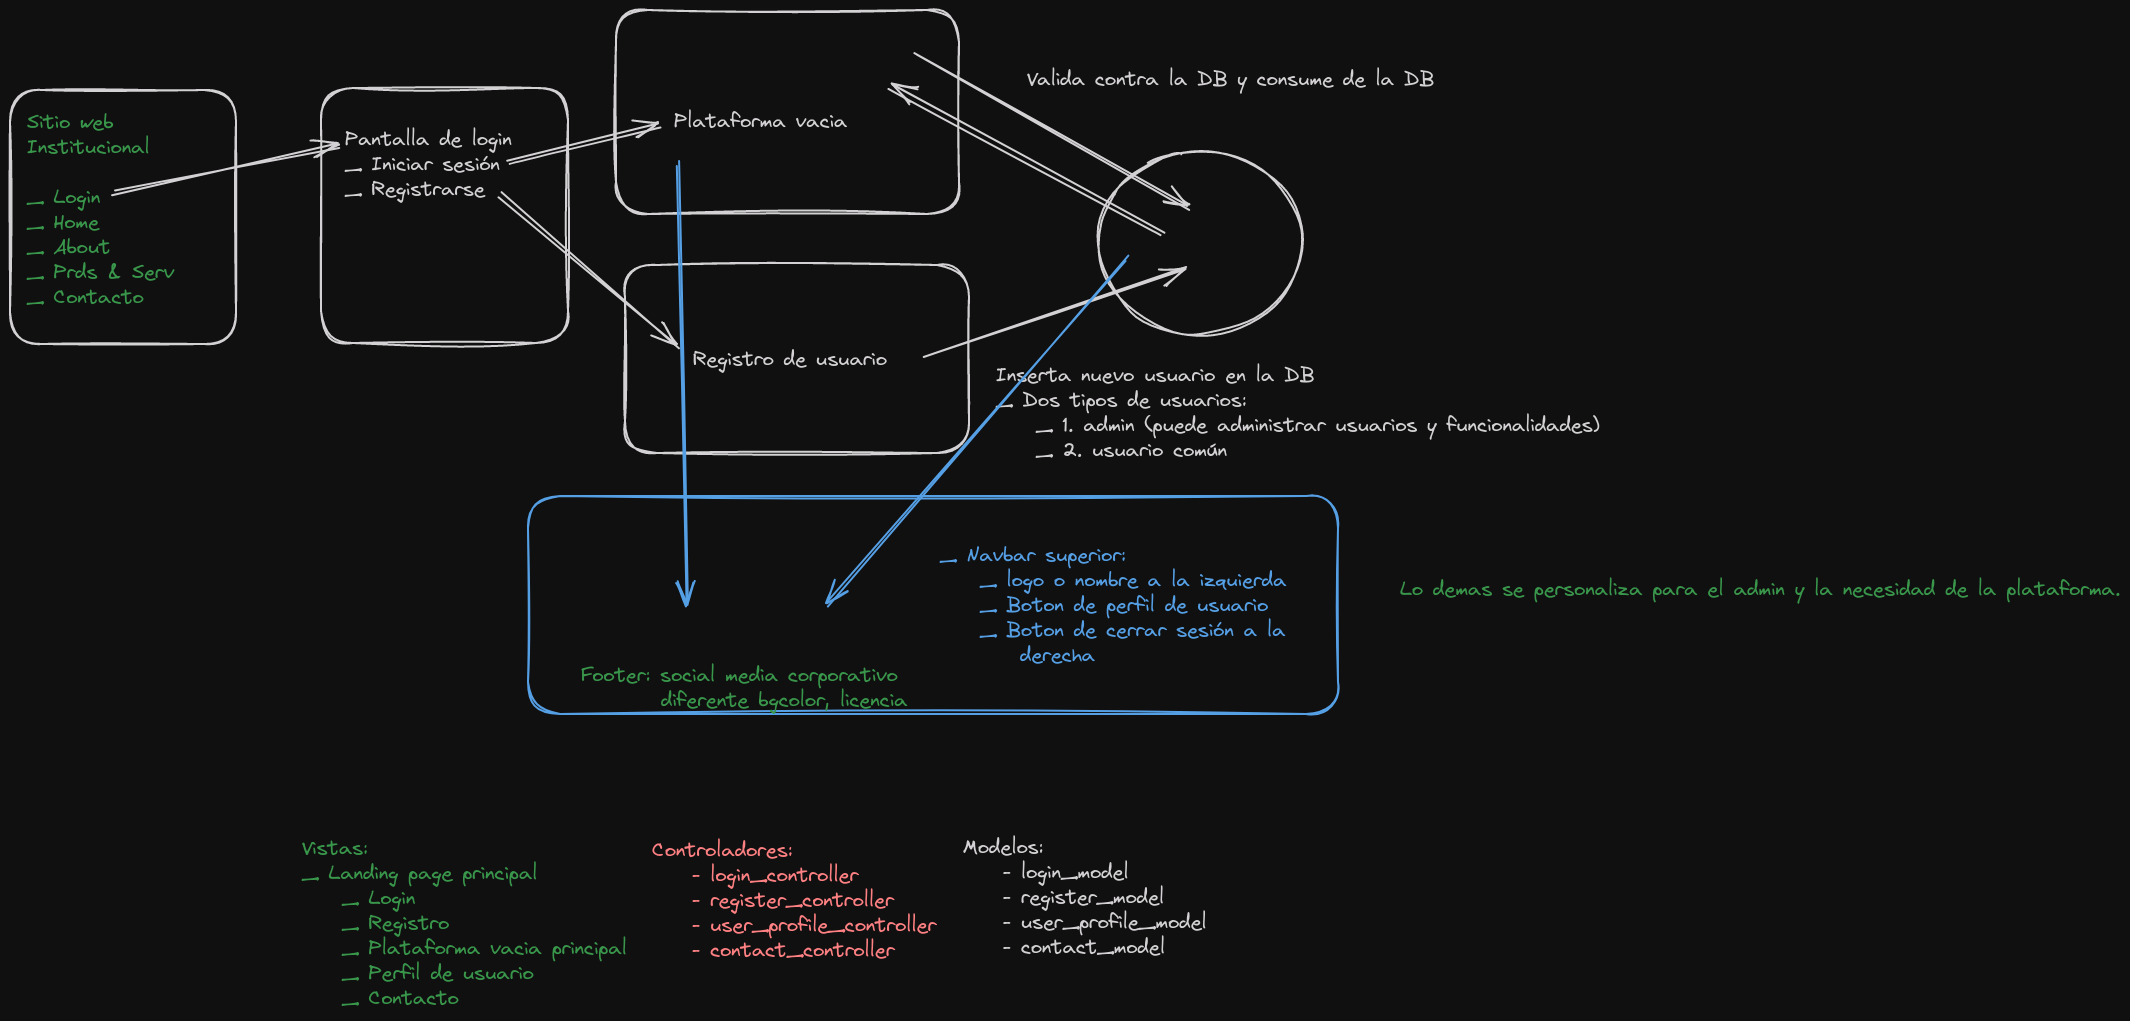 Sitio web
Institucional
_ Login
_ Home
_ About
_ Prds & Serv
_ Contacto
Pantalla de login
_ Iniciar sesión
_ Registrarse
Plataforma vacia
Valida contra la DB y consume de la DB
Registro de usuario
Inserta nuevo usuario en la DB
_ Dos tipos de usuarios:
_ 1. admin (puede administrar usuarios y funcionalidades)
_ 2. usuario común
_ Navbar superior:
_ logo o nombre a la izquierda
_ Boton de perfil de usuario
_ Boton de cerrar sesión a la
derecha
Footer: social media corporativo
diferente bgcolor, licencia
Lo demas se personaliza para el admin y la necesidad de la plataforma.
Vistas:
_ Landing page principal
_ Login
_ Registro
_ Plataforma vacia principal
_ Perfil de usuario
_ Contacto
Controladores:
- login_controller
- register_controller
- user_profile_controller
- contact_controller
Modelos:
- login_model
- register_model
- user_profile_model
- contact_model